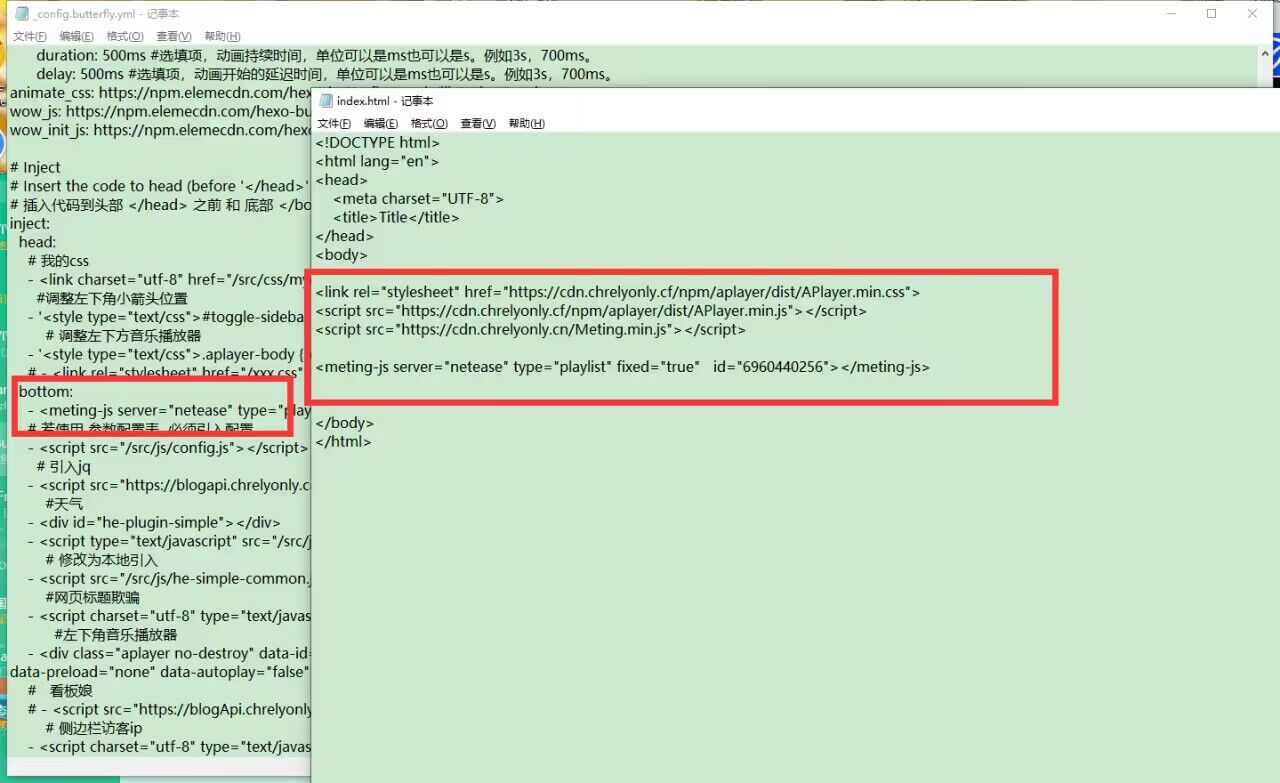 _config.butterfly.yml - 记事本
文件(F) 编辑(E) 格式(O) 查看(V) 帮助(H)
duration: 500ms #选填项，动画持续时间，单位可以是ms也可以是s。例如3s，700ms。
delay: 500ms #选填项，动画开始的延迟时间，单位可以是ms也可以是s。例如3s，700ms。
animate_css: https://npm.elemecdn.com/hexo
wow_js: https://npm.elemecdn.com/hexo-bu
wow_init_js: https://npm.elemecdn.com/hexo
# Inject
# Insert the code to head (before '</head>'
# 插入代码到头部 </head> 之前 和 底部 </bo
inject:
head:
# 我的css
- <link charset="utf-8" href="/src/css/my
#调整左下角小箭头位置
- '<style type="text/css">#toggle-sideba
# 调整左下方音乐播放器
- '<style type="text/css">.aplayer-body {
# - <link rel="stylesheet" href="/xxx.css"
bottom:
- <meting-js server="netease" type="play
# 若使用 参数配置表 必须引入配置
- <script src="/src/js/config.js"></script>
# 引入jq
- <script src="https://blogapi.chrelyonly.c
#天气
- <div id="he-plugin-simple"></div>
- <script type="text/javascript" src="/src/j
# 修改为本地引入
- <script src="/src/js/he-simple-common.j
#网页标题欺骗
- <script charset="utf-8" type="text/javas
#左下角音乐播放器
- <div class="aplayer no-destroy" data-id=
data-preload="none" data-autoplay="false"
# 看板娘
# - <script src="https://blogApi.chrelyonly
# 侧边栏访客ip
- <script charset="utf-8" type="text/javas
index.html - 记事本
文件(F) 编辑(E) 格式(O) 查看(V) 帮助(H)
<!DOCTYPE html>
<html lang="en">
<head>
<meta charset="UTF-8">
<title>Title</title>
</head>
<body>
<link rel="stylesheet" href="https://cdn.chrelyonly.cf/npm/aplayer/dist/APlayer.min.css">
<script src="https://cdn.chrelyonly.cf/npm/aplayer/dist/APlayer.min.js"></script>
<script src="https://cdn.chrelyonly.cn/Meting.min.js"></script>
<meting-js server="netease" type="playlist" fixed="true" id="6960440256"></meting-js>
</body>
</html>